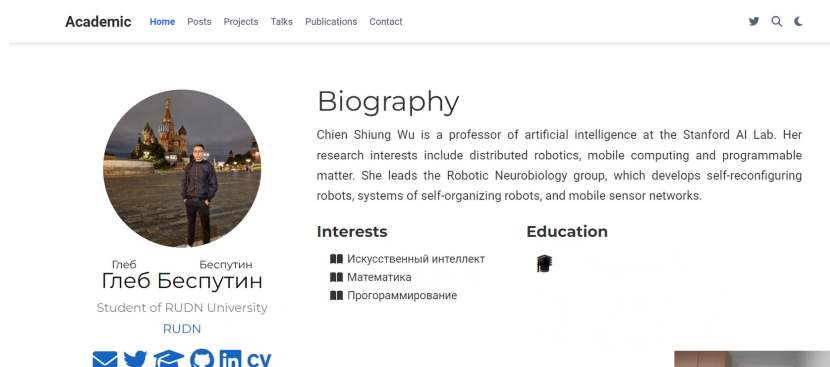 Academic Home Posts Projects Talks Publications Contact
Biography
Chien Shiung Wu is a professor of artificial intelligence at the Stanford AI Lab. Her
research interests include distributed robotics, mobile computing and programmable
matter. She leads the Robotic Neurobiology group, which develops self-reconfiguring
robots, systems of self-organizing robots, and mobile sensor networks.
Interests
Искусственный интеллект
Математика
Прогораммирование
Education
Глеб Беспутин
Глеб Беспутин
Student of RUDN University
RUDN
in CV